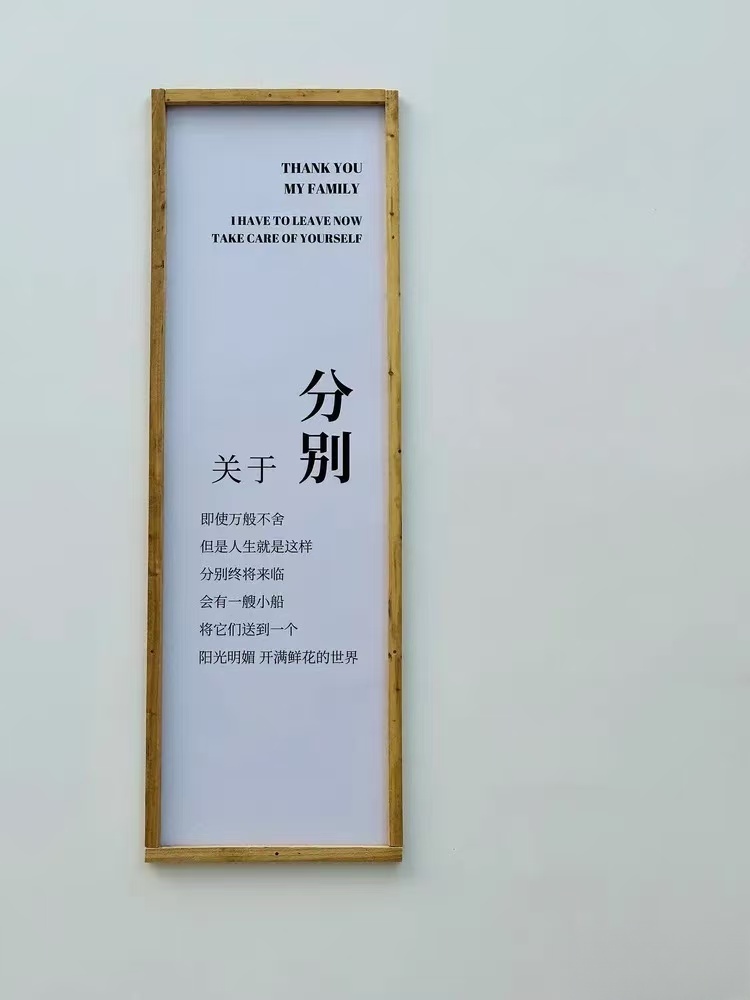 THANK YOU
MY FAMILY
I HAVE TO LEAVE NOW
TAKE CARE OF YOURSELF
关于
分别
即使万般不舍
但是人生就是这样
分别终将来临
会有一艘小船
将它们送到一个
阳光明媚 开满鲜花的世界